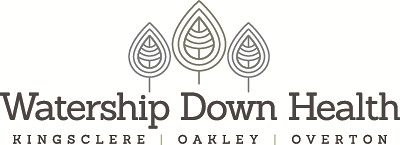 Watership Down Health
KINGSCLERE | OAKLEY | OVERTON